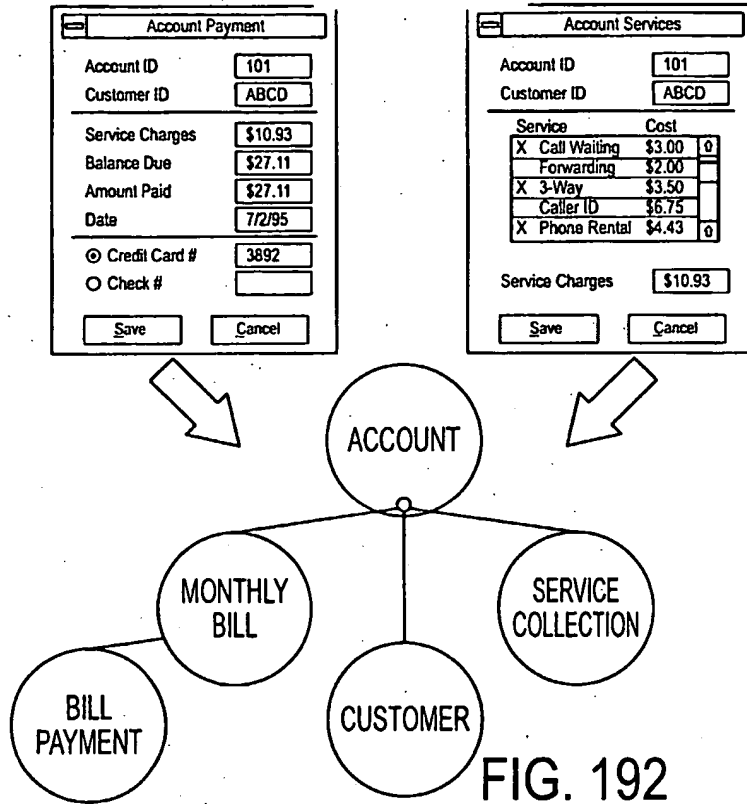 Account Payment
Account ID 101
Customer ID ABCD
Service Charges $10.93
Balance Due $27.11
Amount Paid $27.11
Date 7/2/95
Credit Card # 3892
Check #
Save Cancel
Account Services
Account ID 101
Customer ID ABCD
Service Cost
X Call Waiting $3.00
Forwarding $2.00
X 3-Way $3.50
Caller ID $6.75
X Phone Rental $4.43
Service Charges $10.93
Save Cancel
ACCOUNT
MONTHLY
BILL
SERVICE
COLLECTION
BILL
PAYMENT
CUSTOMER
FIG. 192